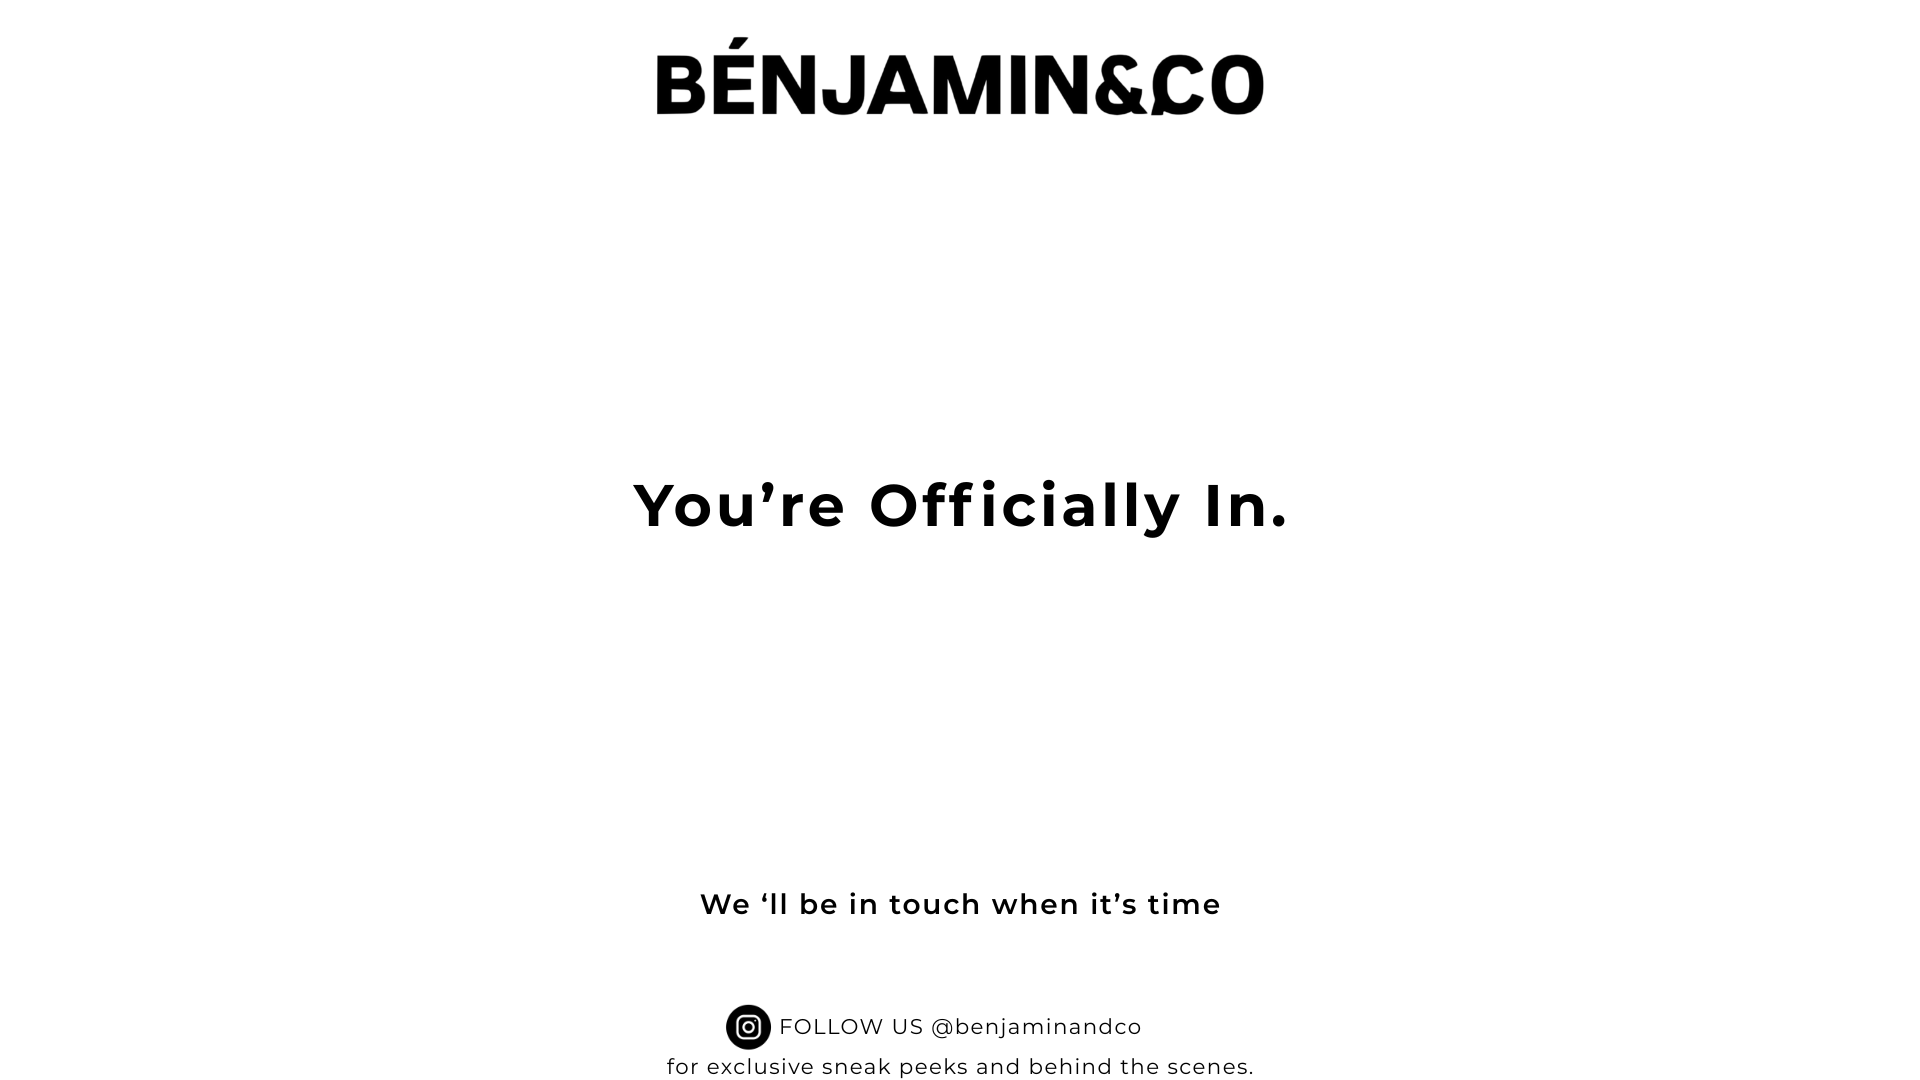 BÉNJAMIN&CO
You’re Officially In.
We ‘ll be in touch when it’s time
FOLLOW US @benjaminandco
for exclusive sneak peeks and behind the scenes.